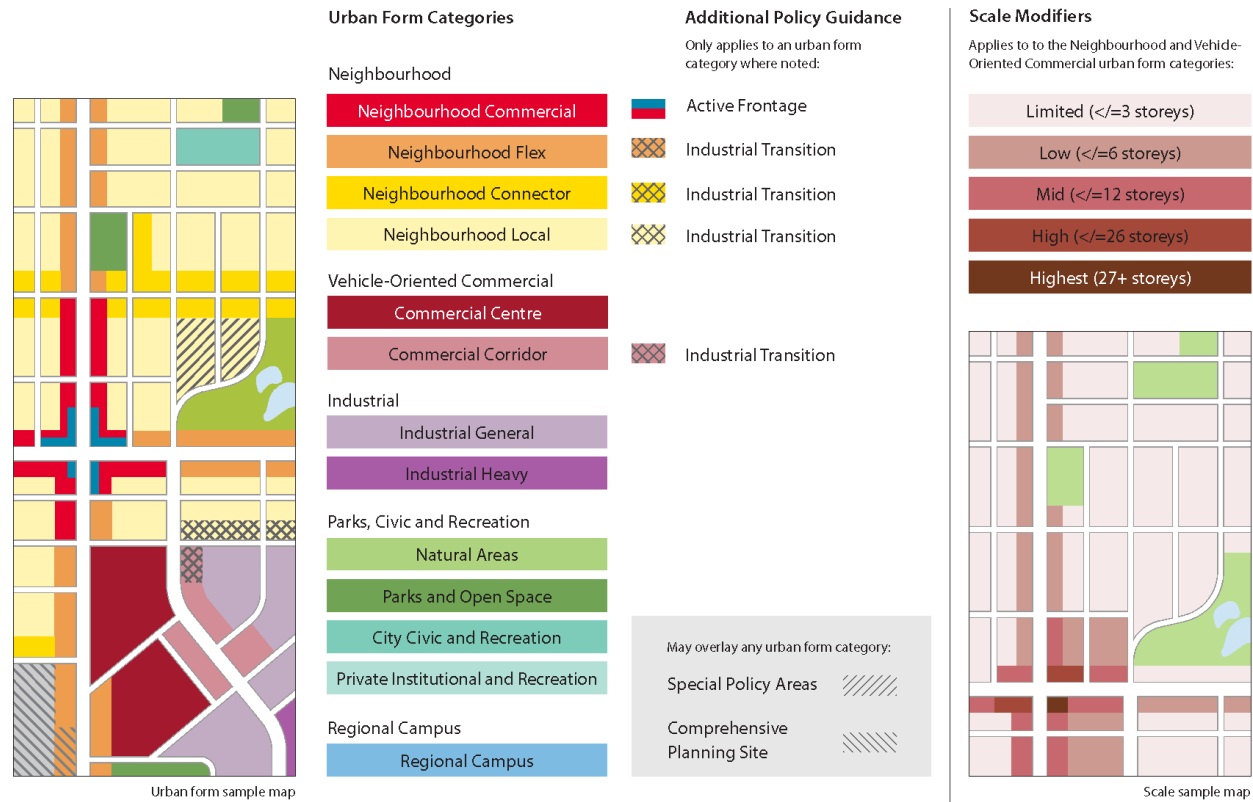 Urban Form Categories
Neighbourhood
Neighbourhood Commercial
Neighbourhood Flex
Neighbourhood Connector
Neighbourhood Local
Vehicle-Oriented Commercial
Commercial Centre
Commercial Corridor
Industrial
Industrial General
Industrial Heavy
Parks, Civic and Recreation
Natural Areas
Parks and Open Space
City Civic and Recreation
Private Institutional and Recreation
Regional Campus
Regional Campus
Urban form sample map
Additional Policy Guidance
Only applies to an urban form
category where noted:
Active Frontage
Industrial Transition
Industrial Transition
Industrial Transition
Industrial Transition
May overlay any urban form category:
Special Policy Areas
Comprehensive
Planning Site
Scale Modifiers
Applies to to the Neighbourhood and Vehicle-
Oriented Commercial urban form categories:
Limited (</=3 storeys)
Low (</=6 storeys)
Mid (</=12 storeys)
High (</=26 storeys)
Highest (27+ storeys)
Scale sample map